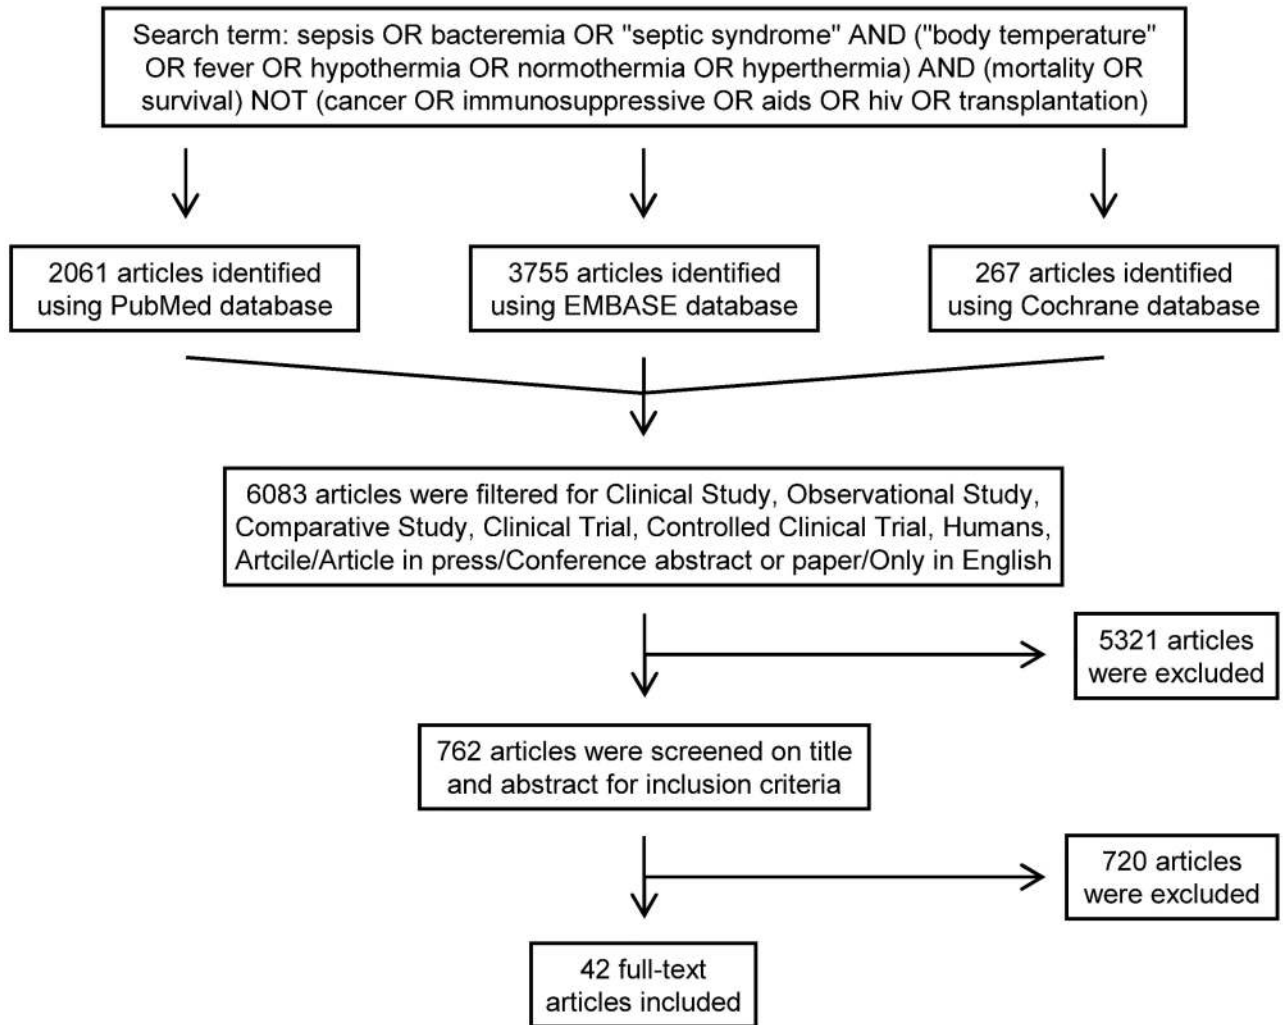 Search term: sepsis OR bacteremia OR "septic syndrome" AND ("body temperature"
OR fever OR hypothermia OR normothermia OR hyperthermia) AND (mortality OR
survival) NOT (cancer OR immunosuppressive OR aids OR hiv OR transplantation)
2061 articles identified
using PubMed database
3755 articles identified
using EMBASE database
267 articles identified
using Cochrane database
6083 articles were filtered for Clinical Study, Observational Study,
Comparative Study, Clinical Trial, Controlled Clinical Trial, Humans,
Artcile/Article in press/Conference abstract or paper/Only in English
5321 articles
were excluded
762 articles were screened on title
and abstract for inclusion criteria
720 articles
were excluded
42 full-text
articles included